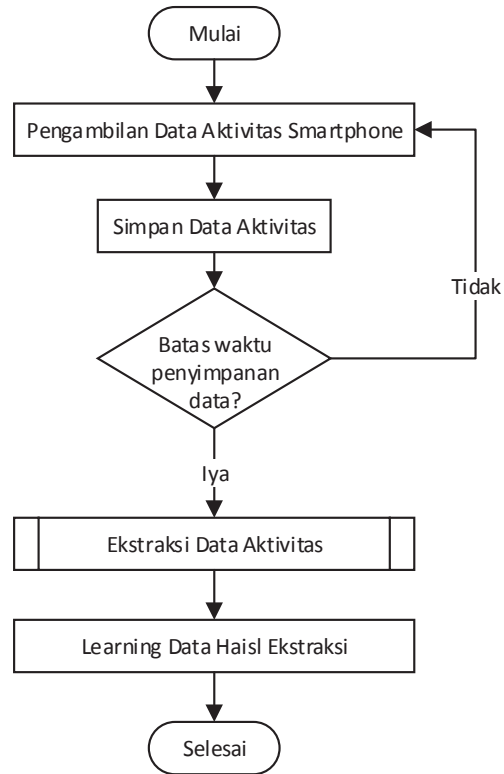 Mulai
Pengambilan Data Aktivitas Smartphone
Simpan Data Aktivitas
Tidak
Batas waktu
penyimpanan
data?
Iya
Ekstraksi Data Aktivitas
Learning Data Haisl Ekstraksi
Selesai